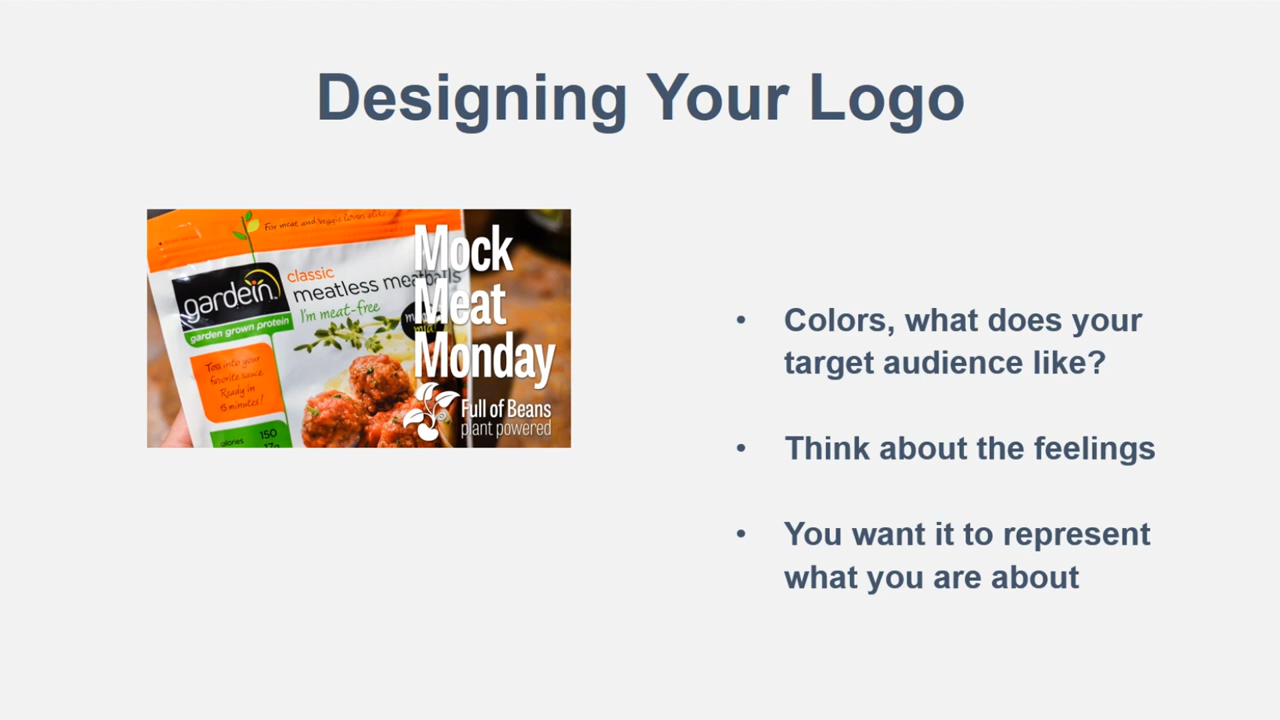 Designing Your Logo
For meat and veggie lovers alike
gardein
garden grown protein
classic
meatless meatballs
I'm meat-free
Toss into your
favorite sauce
Ready in
15 minutes!
calories
150
17g
Mock
Meat
Monday
Full of Beans
plant powered
• Colors, what does your
target audience like?
• Think about the feelings
• You want it to represent
what you are about